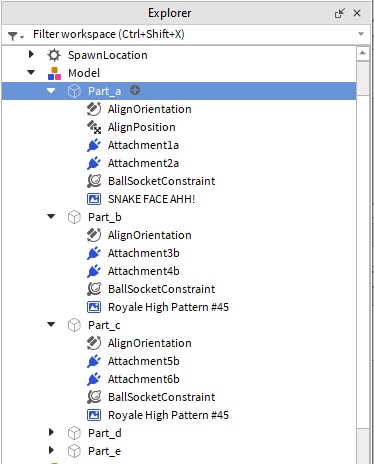 Explorer
Filter workspace (Ctrl+Shift+X)
SpawnLocation
Model
Part_a
AlignOrientation
AlignPosition
Attachment1a
Attachment2a
BallSocketConstraint
SNAKE FACE AHH!
Part_b
AlignOrientation
Attachment3b
Attachment4b
BallSocketConstraint
Royale High Pattern #45
Part_c
AlignOrientation
Attachment5b
Attachment6b
BallSocketConstraint
Royale High Pattern #45
Part_d
Part_e